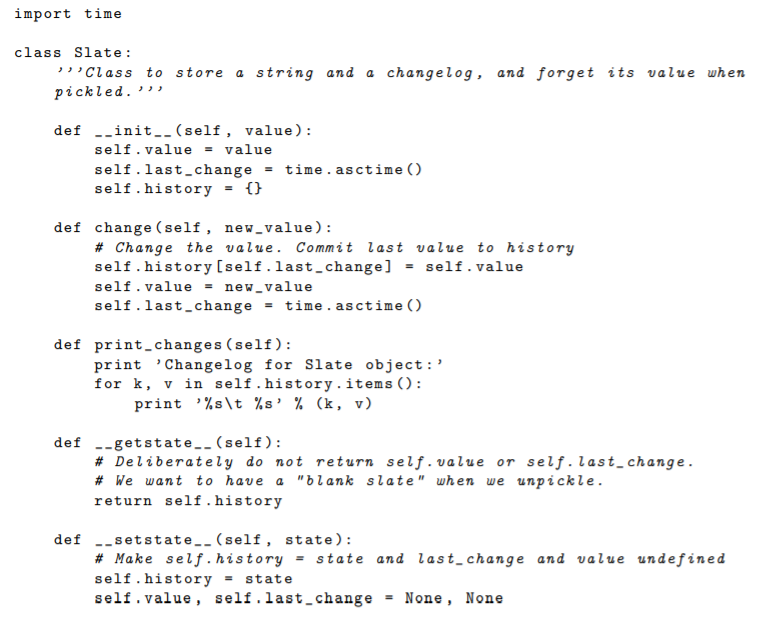 import time
class Slate:
    '''Class to store a string and a changelog, and forget its value when
    pickled.'''
    def __init__(self, value):
        self.value = value
        self.last_change = time.asctime()
        self.history = {}
    def change(self, new_value):
        # Change the value. Commit last value to history
        self.history[self.last_change] = self.value
        self.value = new_value
        self.last_change = time.asctime()
    def print_changes(self):
        print 'Changelog for Slate object:'
        for k, v in self.history.items():
            print '%s\t %s' % (k, v)
    def __getstate__(self):
        # Deliberately do not return self.value or self.last_change.
        # We want to have a "blank slate" when we unpickle.
        return self.history
    def __setstate__(self, state):
        # Make self.history = state and last_change and value undefined
        self.history = state
        self.value, self.last_change = None, None